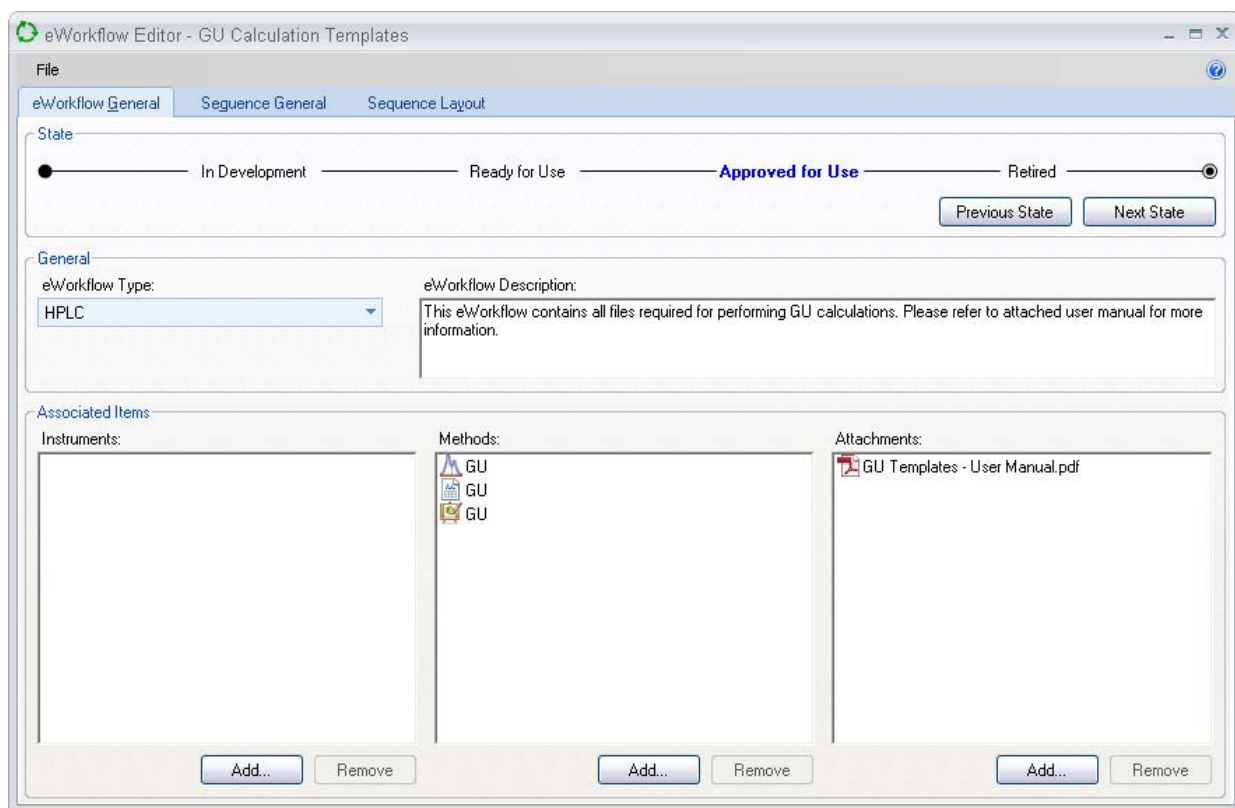 eWorkflow Editor - GU Calculation Templates
File
eWorkflow General Sequence General Sequence Layout
State
In Development Ready for Use Approved for Use Retired
Previous State Next State
General
eWorkflow Type: eWorkflow Description:
HPLC
This eWorkflow contains all files required for performing GU calculations. Please refer to attached user manual for more
information.
Associated Items
Instruments: Methods: Attachments:
GU
GU
GU
GU Templates - User Manual.pdf
Add... Remove Add... Remove Add... Remove